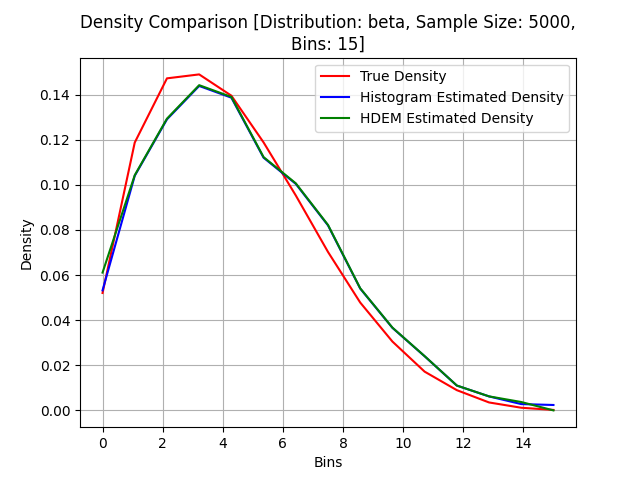 Density Comparison [Distribution: beta, Sample Size: 5000,
Bins: 15]
True Density
Histogram Estimated Density
HDEM Estimated Density
Density
0.14
0.12
0.10
0.08
0.06
0.04
0.02
0.00
0 2 4 6 8 10 12 14
Bins